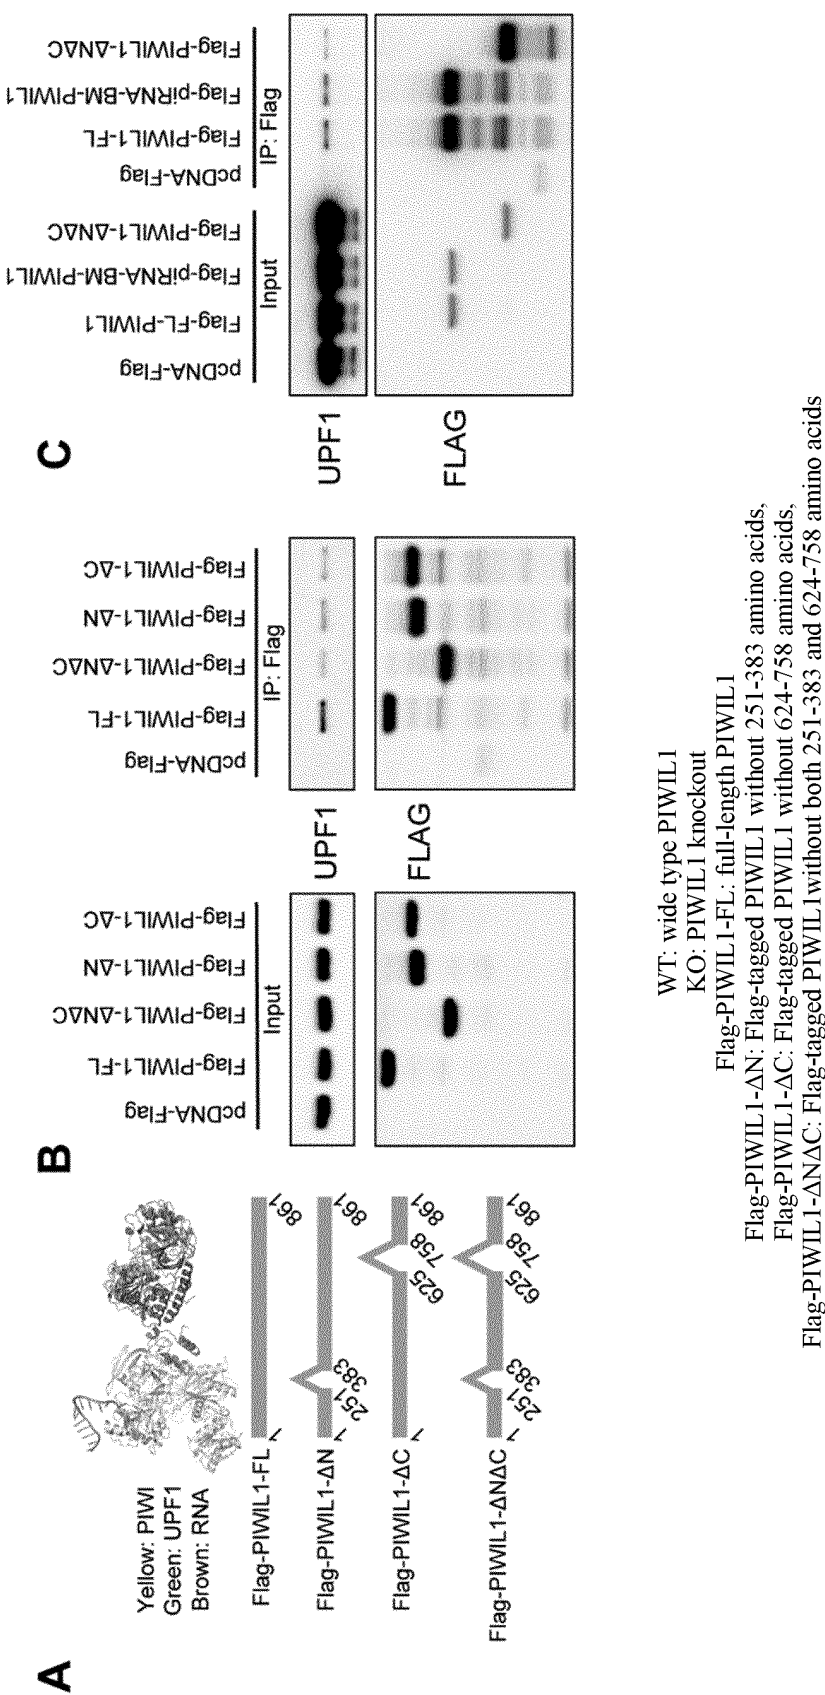 A
Yellow: PIWI
Green: UPF1
Brown: RNA
Flag-PIWIL1-FL
1
861
Flag-PIWIL1-ΔN
1
251
383
861
Flag-PIWIL1-ΔC
1
625
758
861
Flag-PIWIL1-ΔNΔC
1
251
383
625
758
861
B
pcDNA-Flag
Flag-PIWIL1-FL
Flag-PIWIL1-ΔNΔC
Flag-PIWIL1-ΔN
Flag-PIWIL1-ΔC
Input
pcDNA-Flag
Flag-PIWIL1-FL
Flag-PIWIL1-ΔNΔC
Flag-PIWIL1-ΔN
Flag-PIWIL1-ΔC
IP: Flag
UPF1
FLAG
C
pcDNA-Flag
Flag-FL-PIWIL1
Flag-piRNA-BM-PIWIL1
Flag-PIWIL1-ΔNΔC
Input
pcDNA-Flag
Flag-PIWIL1-FL
Flag-piRNA-BM-PIWIL1
Flag-PIWIL1-ΔNΔC
IP: Flag
UPF1
FLAG
WT: wide type PIWIL1
KO: PIWIL1 knockout
Flag-PIWIL1-FL: full-length PIWIL1
Flag-PIWIL1-ΔN: Flag-tagged PIWIL1 without 251-383 amino acids,
Flag-PIWIL1-ΔC: Flag-tagged PIWIL1 without 624-758 amino acids,
Flag-PIWIL1-ΔNΔC: Flag-tagged PIWIL1without both 251-383 and 624-758 amino acids